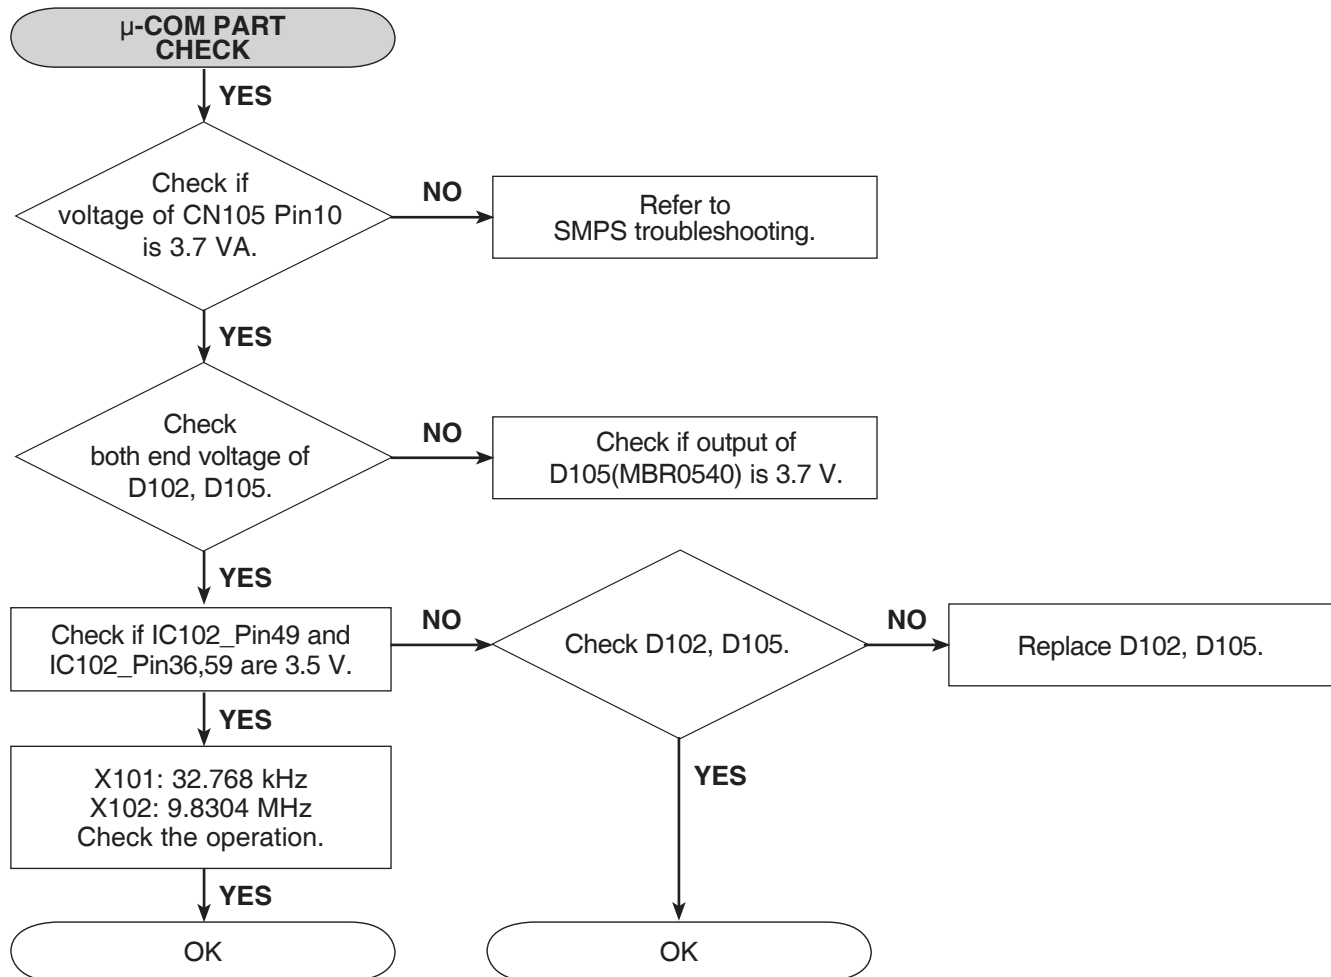 µ-COM PART
CHECK
YES
Check if
voltage of CN105 Pin10
is 3.7 VA.
NO
Refer to
SMPS troubleshooting.
YES
Check
both end voltage of
D102, D105.
NO
Check if output of
D105(MBR0540) is 3.7 V.
YES
Check if IC102_Pin49 and
IC102_Pin36,59 are 3.5 V.
NO
Check D102, D105.
NO
Replace D102, D105.
YES
X101: 32.768 kHz
X102: 9.8304 MHz
Check the operation.
YES
YES
OK
OK